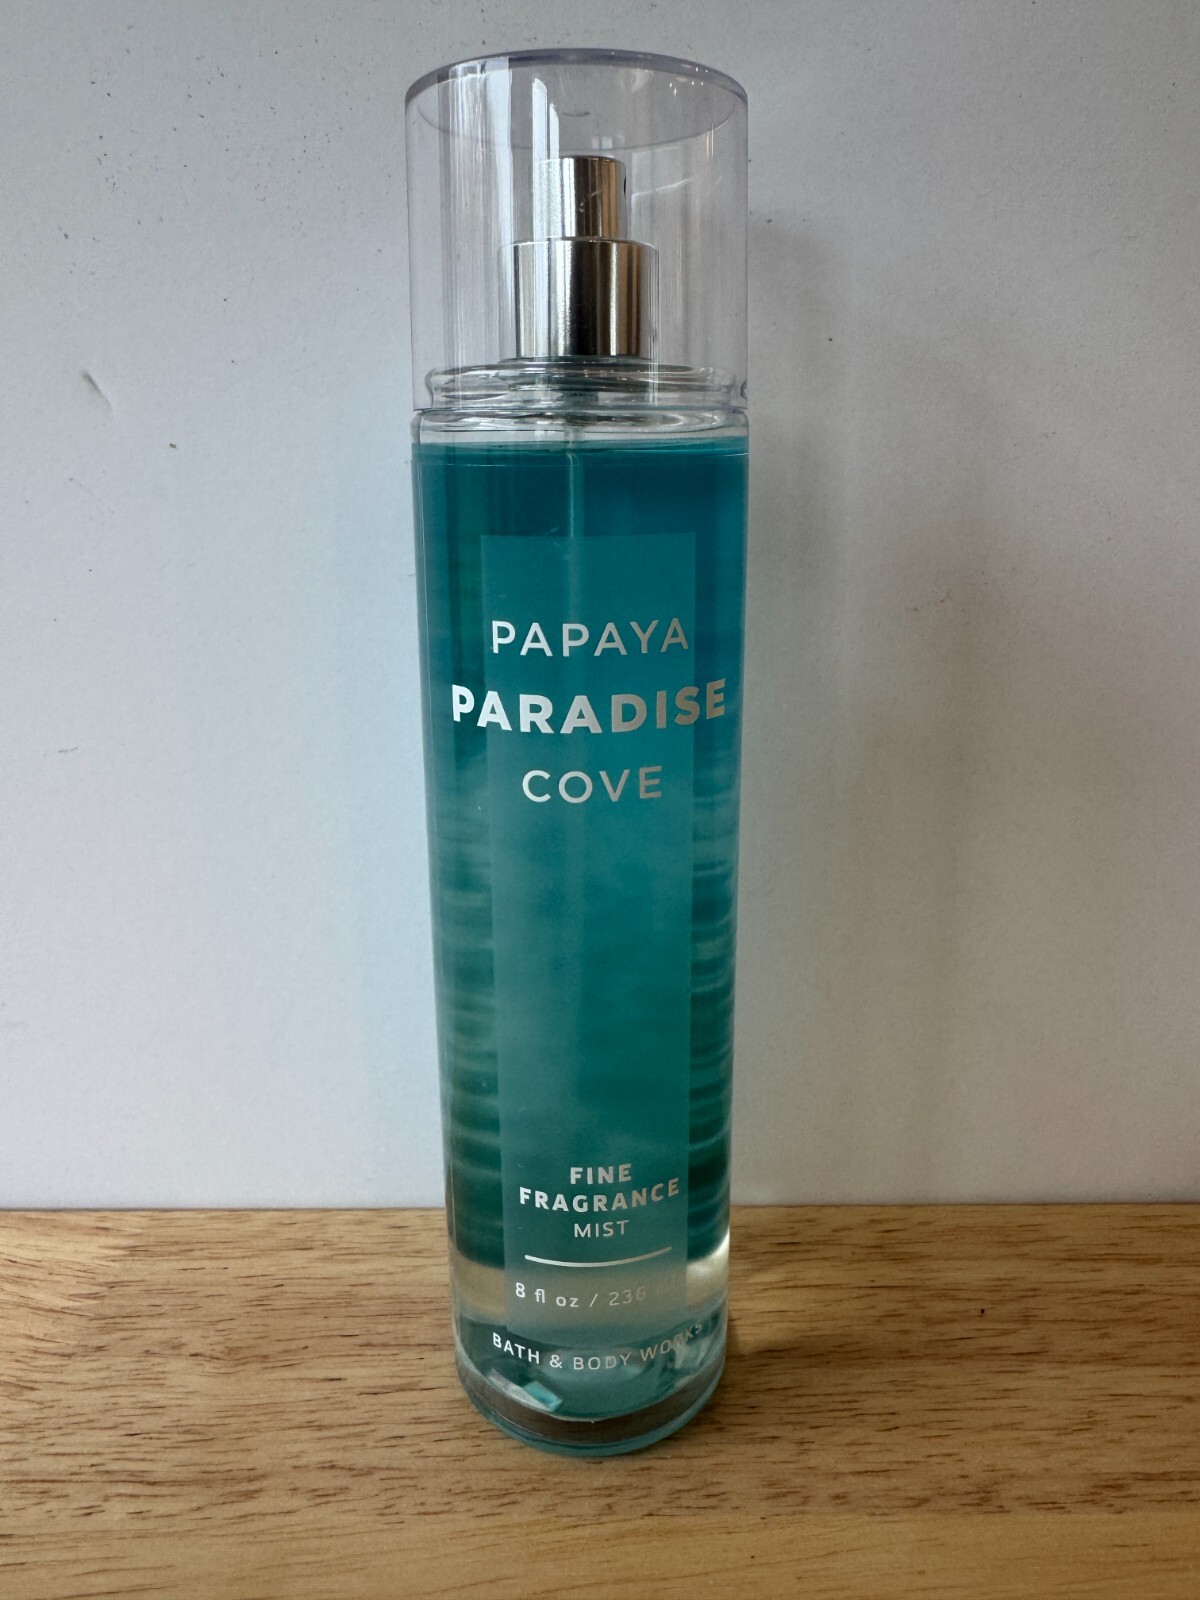 PAPAYA
PARADISE
COVE
FINE
FRAGRANCE
MIST
8 fl oz / 236
BATH & BODY WORKS